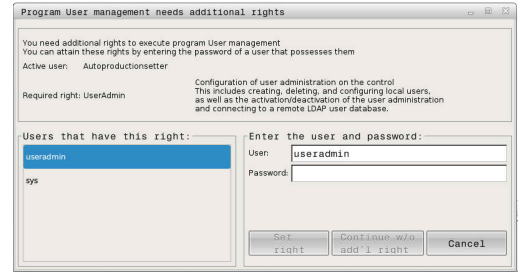 Program User management needs additional rights
You need additional rights to execute program User management
You can attain these rights by entering the password of a user that possesses them
Active user: Autoproductionsetter
Required right: UserAdmin
Configuration of user administration on the control
This includes creating, deleting, and configuring local users,
as well as the activation/deactivation of the user administration
and connecting to a remote LDAP user database.
Users that have this right:
useradmin
sys
Enter the user and password:
User: useradmin
Password:
Set right
Continue w/o add'l right
Cancel